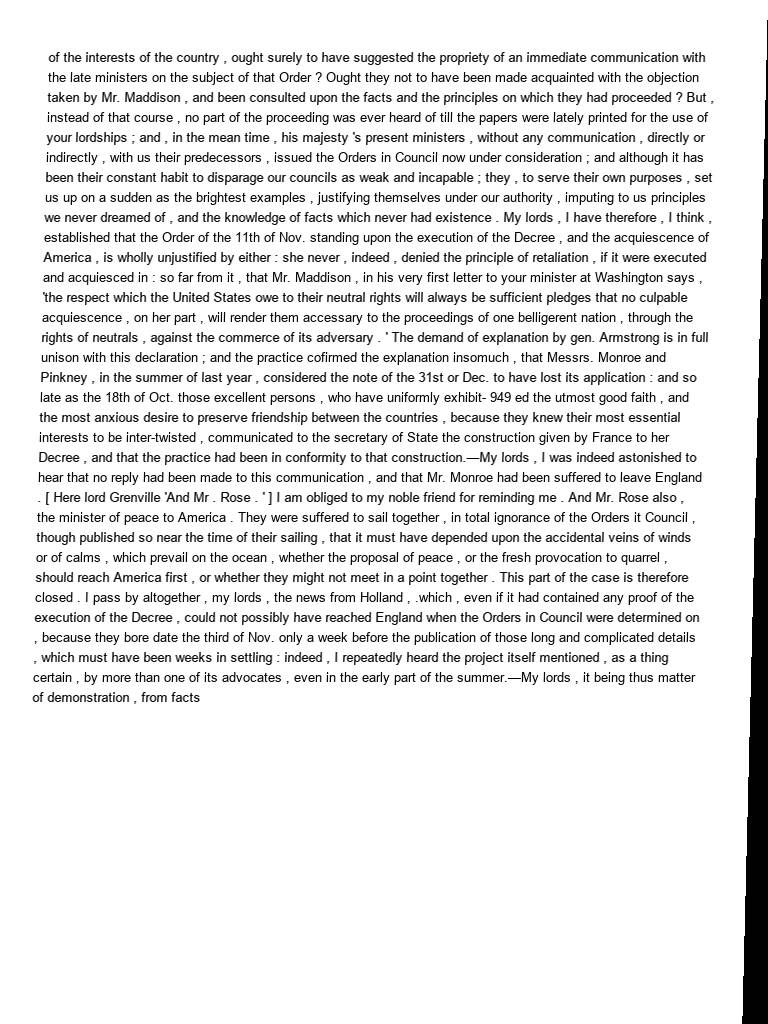 of the interests of the country , ought surely to have suggested the propriety of an immediate communication with
the late ministers on the subject of that Order ? Ought they not to have been made acquainted with the objection
taken by Mr. Maddison , and been consulted upon the facts and the principles on which they had proceeded ? But ,
instead of that course , no part of the proceeding was ever heard of till the papers were lately printed for the use of
your lordships ; and , in the mean time , his majesty 's present ministers , without any communication , directly or
indirectly , with us their predecessors , issued the Orders in Council now under consideration ; and although it has
been their constant habit to disparage our councils as weak and incapable ; they , to serve their own purposes , set
us up on a sudden as the brightest examples , justifying themselves under our authority , imputing to us principles
we never dreamed of , and the knowledge of facts which never had existence . My lords , I have therefore , I think ,
established that the Order of the 11th of Nov. standing upon the execution of the Decree , and the acquiescence of
America , is wholly unjustified by either : she never , indeed , denied the principle of retaliation , if it were executed
and acquiesced in : so far from it , that Mr. Maddison , in his very first letter to your minister at Washington says ,
'the respect which the United States owe to their neutral rights will always be sufficient pledges that no culpable
acquiescence , on her part , will render them accessary to the proceedings of one belligerent nation , through the
rights of neutrals , against the commerce of its adversary . ' The demand of explanation by gen. Armstrong is in full
unison with this declaration ; and the practice cofirmed the explanation insomuch , that Messrs. Monroe and
Pinkney , in the summer of last year , considered the note of the 31st or Dec. to have lost its application : and so
late as the 18th of Oct. those excellent persons , who have uniformly exhibit- 949 ed the utmost good faith , and
the most anxious desire to preserve friendship between the countries , because they knew their most essential
interests to be inter-twisted , communicated to the secretary of State the construction given by France to her
Decree , and that the practice had been in conformity to that construction.—My lords , I was indeed astonished to
hear that no reply had been made to this communication , and that Mr. Monroe had been suffered to leave England
. [ Here lord Grenville 'And Mr . Rose . ' ] I am obliged to my noble friend for reminding me . And Mr. Rose also ,
the minister of peace to America . They were suffered to sail together , in total ignorance of the Orders it Council ,
though published so near the time of their sailing , that it must have depended upon the accidental veins of winds
or of calms , which prevail on the ocean , whether the proposal of peace , or the fresh provocation to quarrel ,
should reach America first , or whether they might not meet in a point together . This part of the case is therefore
closed . I pass by altogether , my lords , the news from Holland , .which , even if it had contained any proof of the
execution of the Decree , could not possibly have reached England when the Orders in Council were determined on
, because they bore date the third of Nov. only a week before the publication of those long and complicated details
, which must have been weeks in settling : indeed , I repeatedly heard the project itself mentioned , as a thing
certain , by more than one of its advocates , even in the early part of the summer.—My lords , it being thus matter
of demonstration , from facts